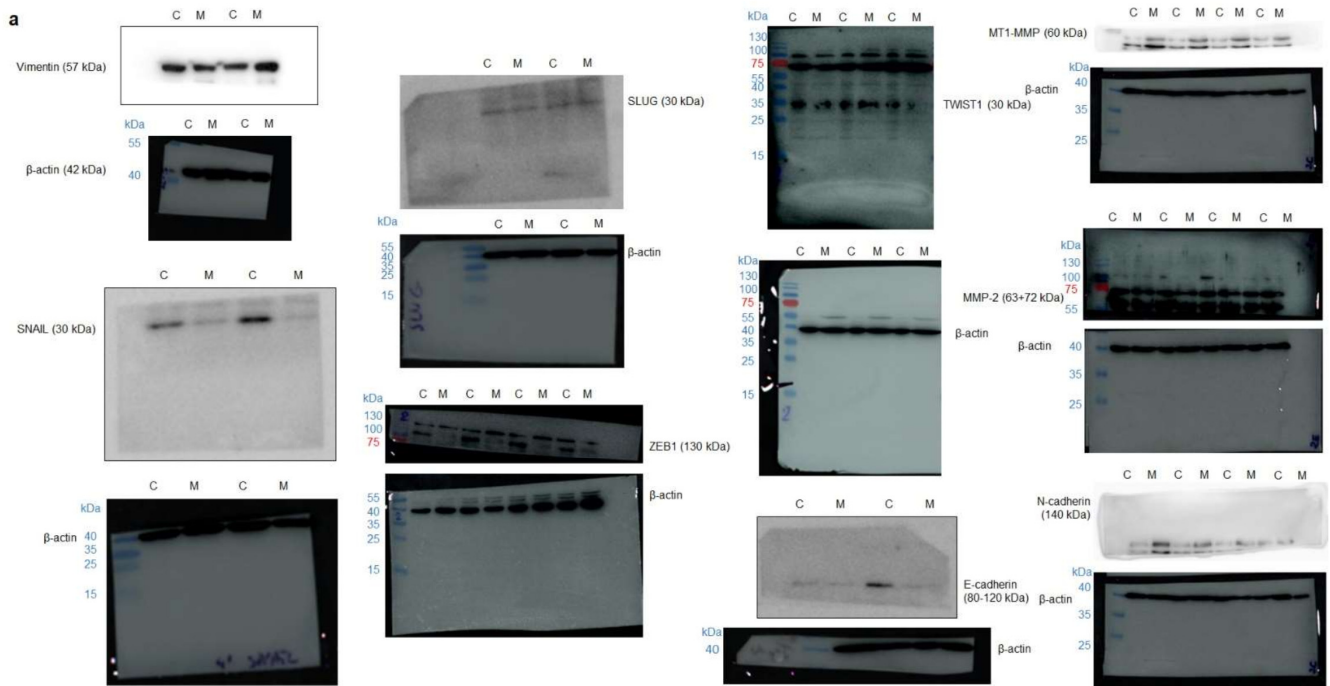 a
C M C M
Vimentin (57 kDa)
kDa
C M C M
55
β-actin (42 kDa)
40
C M C M
SNAIL (30 kDa)
C M C M
kDa
β-actin
40
35
25
15
C M C M
SLUG (30 kDa)
kDa
C M C M
55
40
35
25
15
β-actin
SLUG
C M C M C M C M
kDa
130
100
75
ZEB1 (130 kDa)
55
40
35
25
15
β-actin
kDa
C M C M C M
130
100
75
55
40
35
25
15
TWIST1 (30 kDa)
kDa
C M C M C M
130
100
75
55
40
35
25
15
β-actin
2
C M C M
E-cadherin
(80-120 kDa)
kDa
40
β-actin
C M C M C M C M
MT1-MMP (60 kDa)
kDa
β-actin
40
35
25
C M C M C M C M
kDa
130
100
75
55
MMP-2 (63+72 kDa)
β-actin
40
35
25
C M C M C M C M
N-cadherin
(140 kDa)
kDa
40
β-actin
35
25